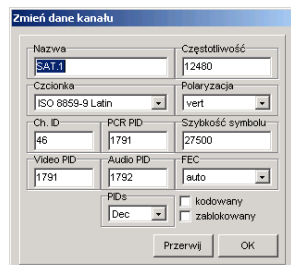 Zmień dane kanału
Nazwa Częstotliwość
SAT.1 12480
Czcionka Polaryzacja
ISO 8859-9 Latin vert
Ch. ID PCR PID Szybkość symbolu
46 1791 27500
Video PID Audio PID FEC
1791 1792 auto
PIDs kodowany
Dec zablokowany
Przerwij OK